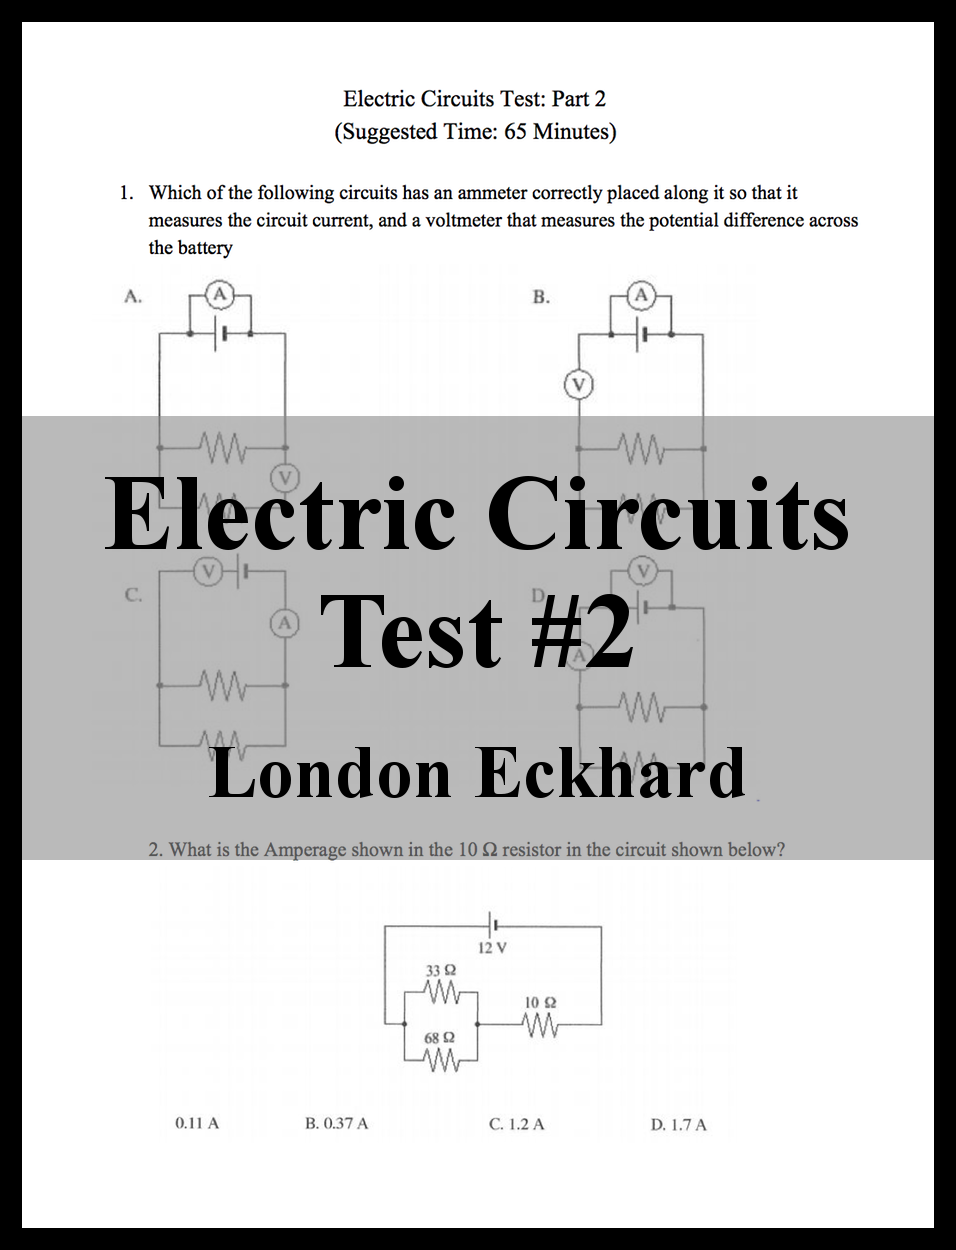 Electric Circuits Test: Part 2
(Suggested Time: 65 Minutes)
1. Which of the following circuits has an ammeter correctly placed along it so that it
measures the circuit current, and a voltmeter that measures the potential difference across
the battery
A.
A
V
B.
A
V
Electric Circuits
C.
V
A
D.
V
A
Test #2
London Eckhard
2. What is the Amperage shown in the 10 Ω resistor in the circuit shown below?
12 V
33 Ω
10 Ω
68 Ω
0.11 A B. 0.37 A C. 1.2 A D. 1.7 A